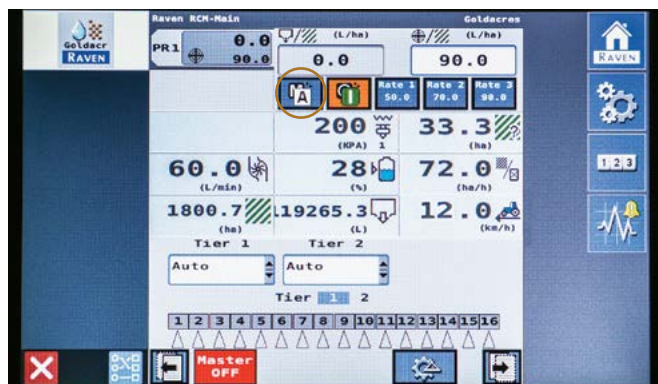 Goldacr
RAVEN
Raven RCM-Main
Goldacres
PR1
0.0
90.0
(L/ha)
0.0
(L/ha)
90.0
A
Rate 1
50.0
Rate 2
70.0
Rate 3
90.0
200
(KPA) 1
33.3
?
(ha)
60.0
(L/min)
28
(%)
72.0
(ha/h)
1800.7
(ha)
19265.3
(L)
12.0
(km/h)
Tier 1
Tier 2
Auto
Auto
Tier 1 2
1 2 3 4 5 6 7 8 9 10 11 12 13 14 15 16
Master
OFF
RAVEN
1 2 3